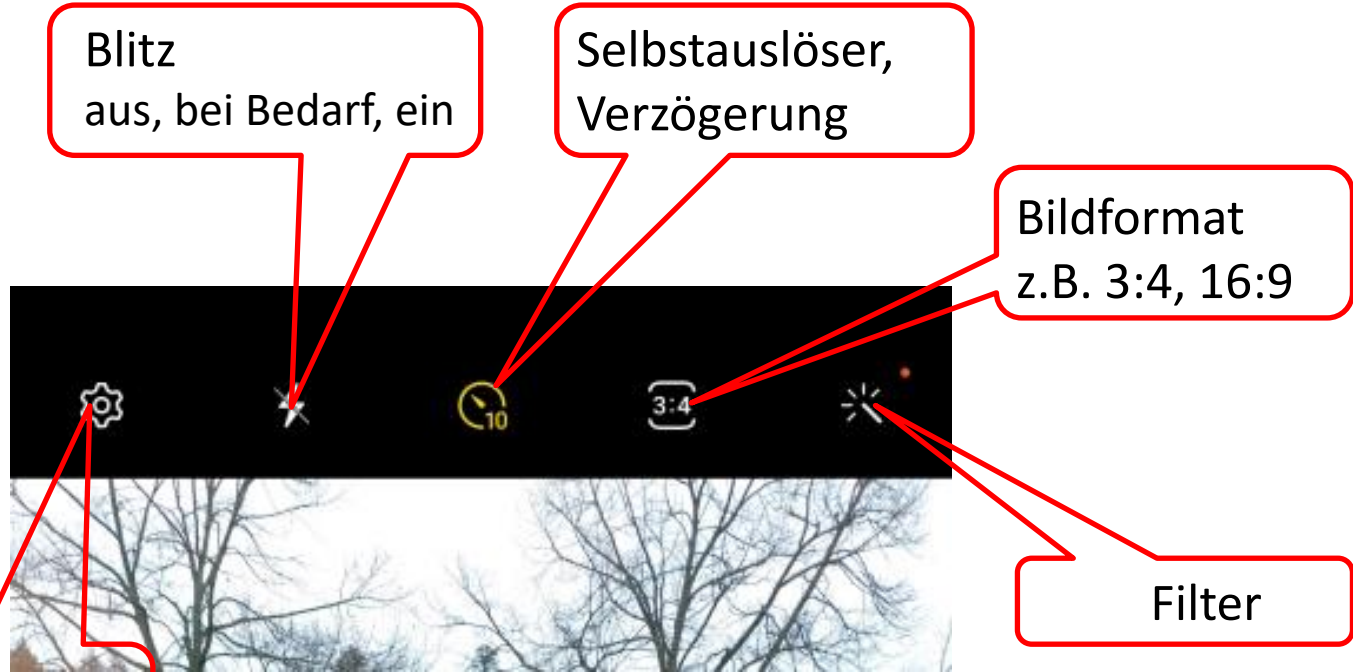 Blitz
aus, bei Bedarf, ein
Selbstauslöser,
Verzögerung
Bildformat
z.B. 3:4, 16:9
10
3:4
Filter